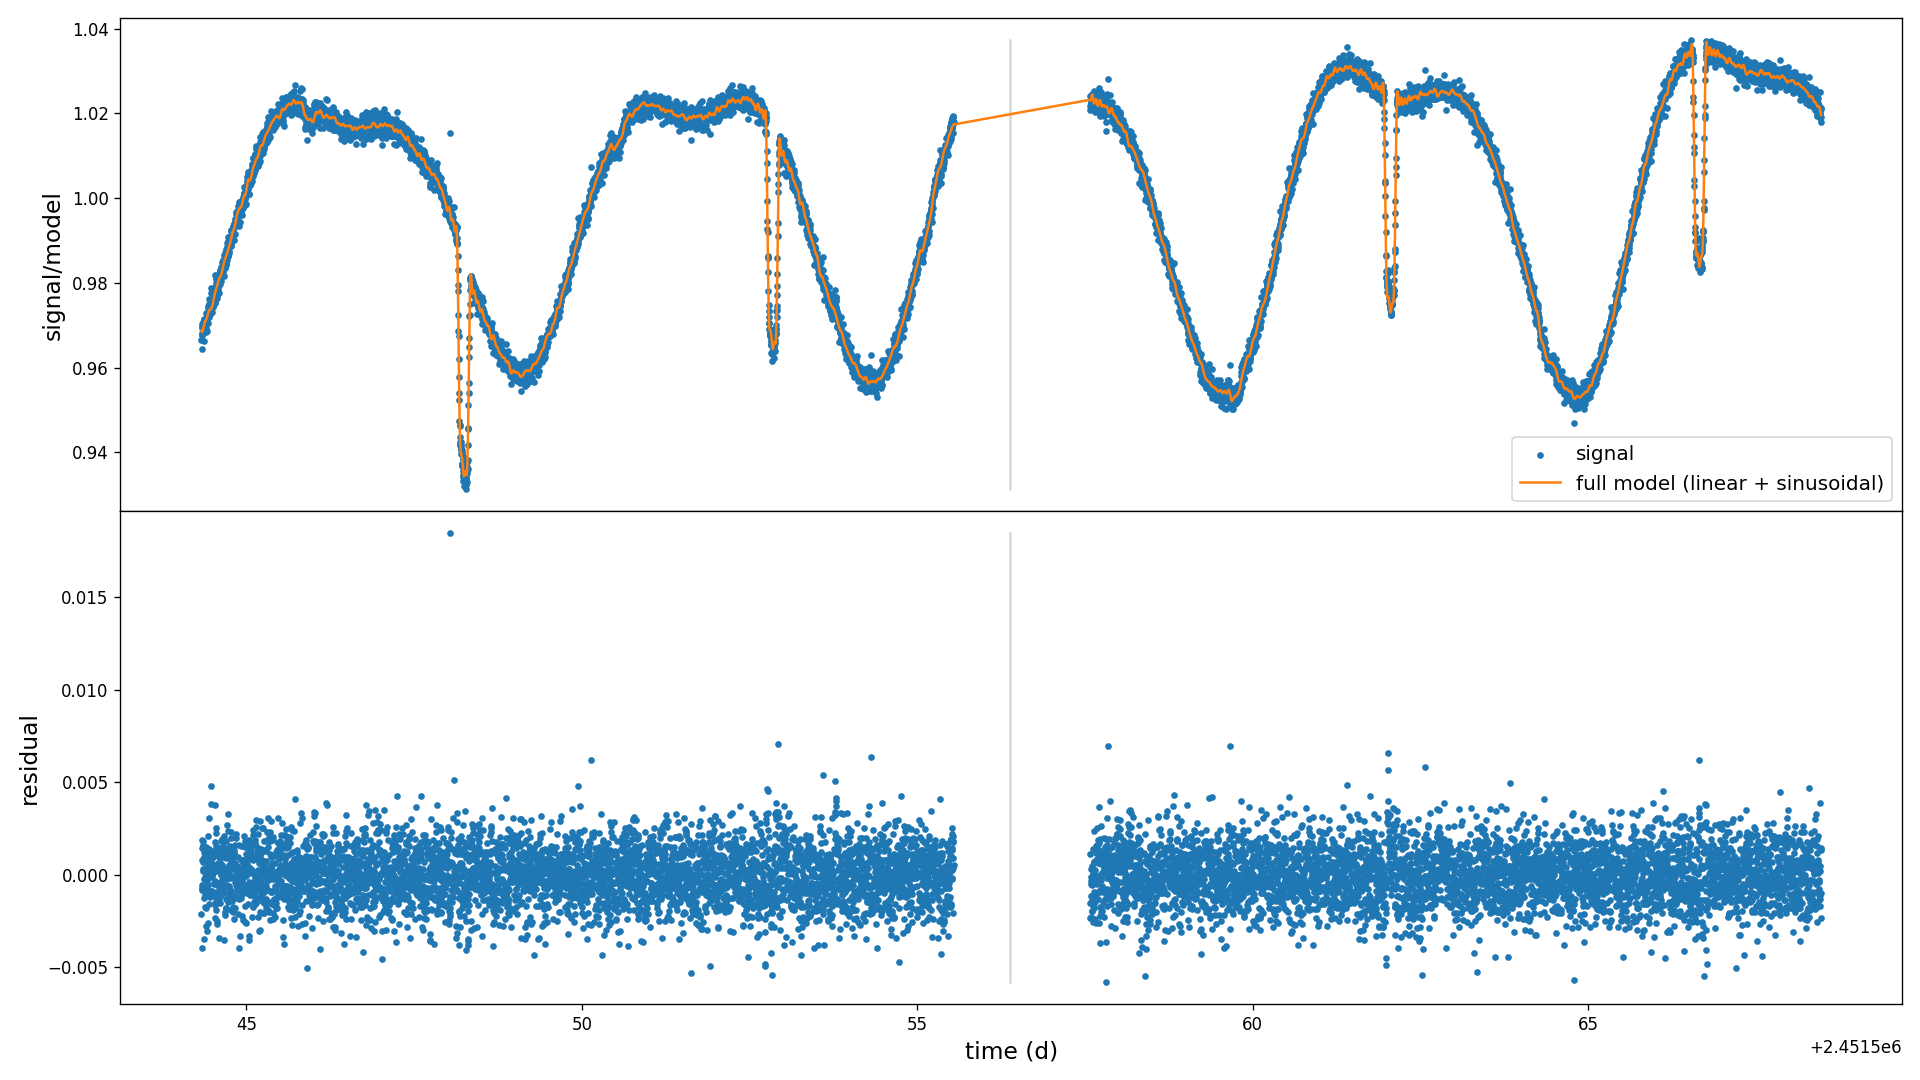 1.04
1.02
1.00
0.98
0.96
0.94
signal/model
signal
full model (linear + sinusoidal)
0.015
0.010
0.005
0.000
−0.005
residual
45
50
55
60
65
time (d)
+2.4515e6